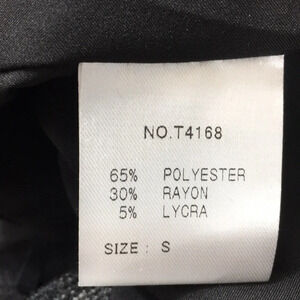 NO.T4168
65% POLYESTER
30% RAYON
5% LYCRA
SIZE : S